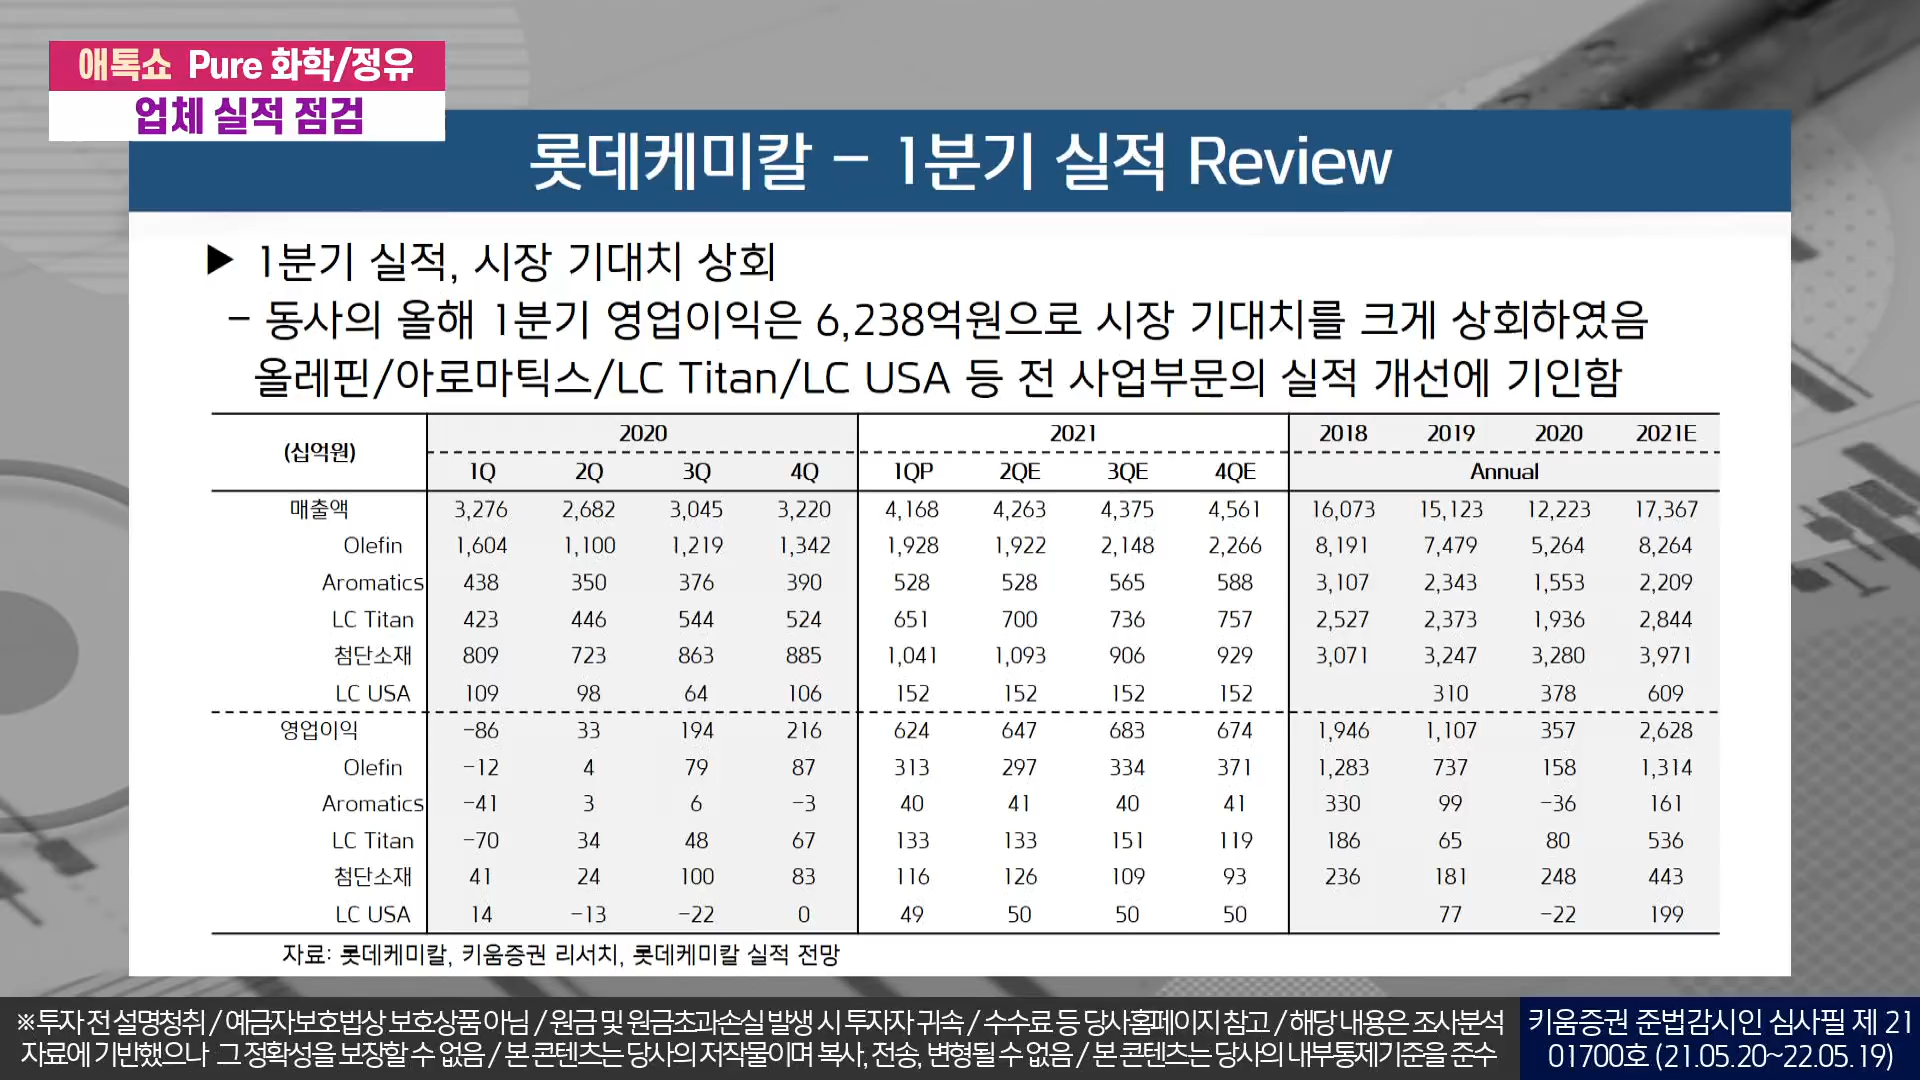 애톡쇼 Pure 화학/정유
업체 실적 점검
롯데케미칼 – 1분기 실적 Review
▶ 1분기 실적, 시장 기대치 상회
– 동사의 올해 1분기 영업이익은 6,238억원으로 시장 기대치를 크게 상회하였음
올레핀/아로마틱스/LC Titan/LC USA 등 전 사업부문의 실적 개선에 기인함
(십억원) 2020 2021 2018 2019 2020 2021E
1Q 2Q 3Q 4Q 1QP 2QE 3QE 4QE Annual
매출액 3,276 2,682 3,045 3,220 4,168 4,263 4,375 4,561 16,073 15,123 12,223 17,367
Olefin 1,604 1,100 1,219 1,342 1,928 1,922 2,148 2,266 8,191 7,479 5,264 8,264
Aromatics 438 350 376 390 528 528 565 588 3,107 2,343 1,553 2,209
LC Titan 423 446 544 524 651 700 736 757 2,527 2,373 1,936 2,844
첨단소재 809 723 863 885 1,041 1,093 906 929 3,071 3,247 3,280 3,971
LC USA 109 98 64 106 152 152 152 152 310 378 609
영업이익 -86 33 194 216 624 647 683 674 1,946 1,107 357 2,628
Olefin -12 4 79 87 313 297 334 371 1,283 737 158 1,314
Aromatics -41 3 6 -3 40 41 40 41 330 99 -36 161
LC Titan -70 34 48 67 133 133 151 119 186 65 80 536
첨단소재 41 24 100 83 116 126 109 93 236 181 248 443
LC USA 14 -13 -22 0 49 50 50 50 77 -22 199
자료: 롯데케미칼, 키움증권 리서치, 롯데케미칼 실적 전망
※투자 전 설명청취 / 예금자보호법상 보호상품 아님 / 원금 및 원금초과손실 발생 시 투자자 귀속 / 수수료 등 당사홈페이지 참고 / 해당 내용은 조사분석
자료에 기반했으나 그 정확성을 보장할 수 없음 / 본 콘텐츠는 당사의 저작물이며 복사, 전송, 변형될 수 없음 / 본 콘텐츠는 당사의 내부통제기준을 준수
키움증권 준법감시인 심사필 제 21
01700호 (21.05.20~22.05.19)